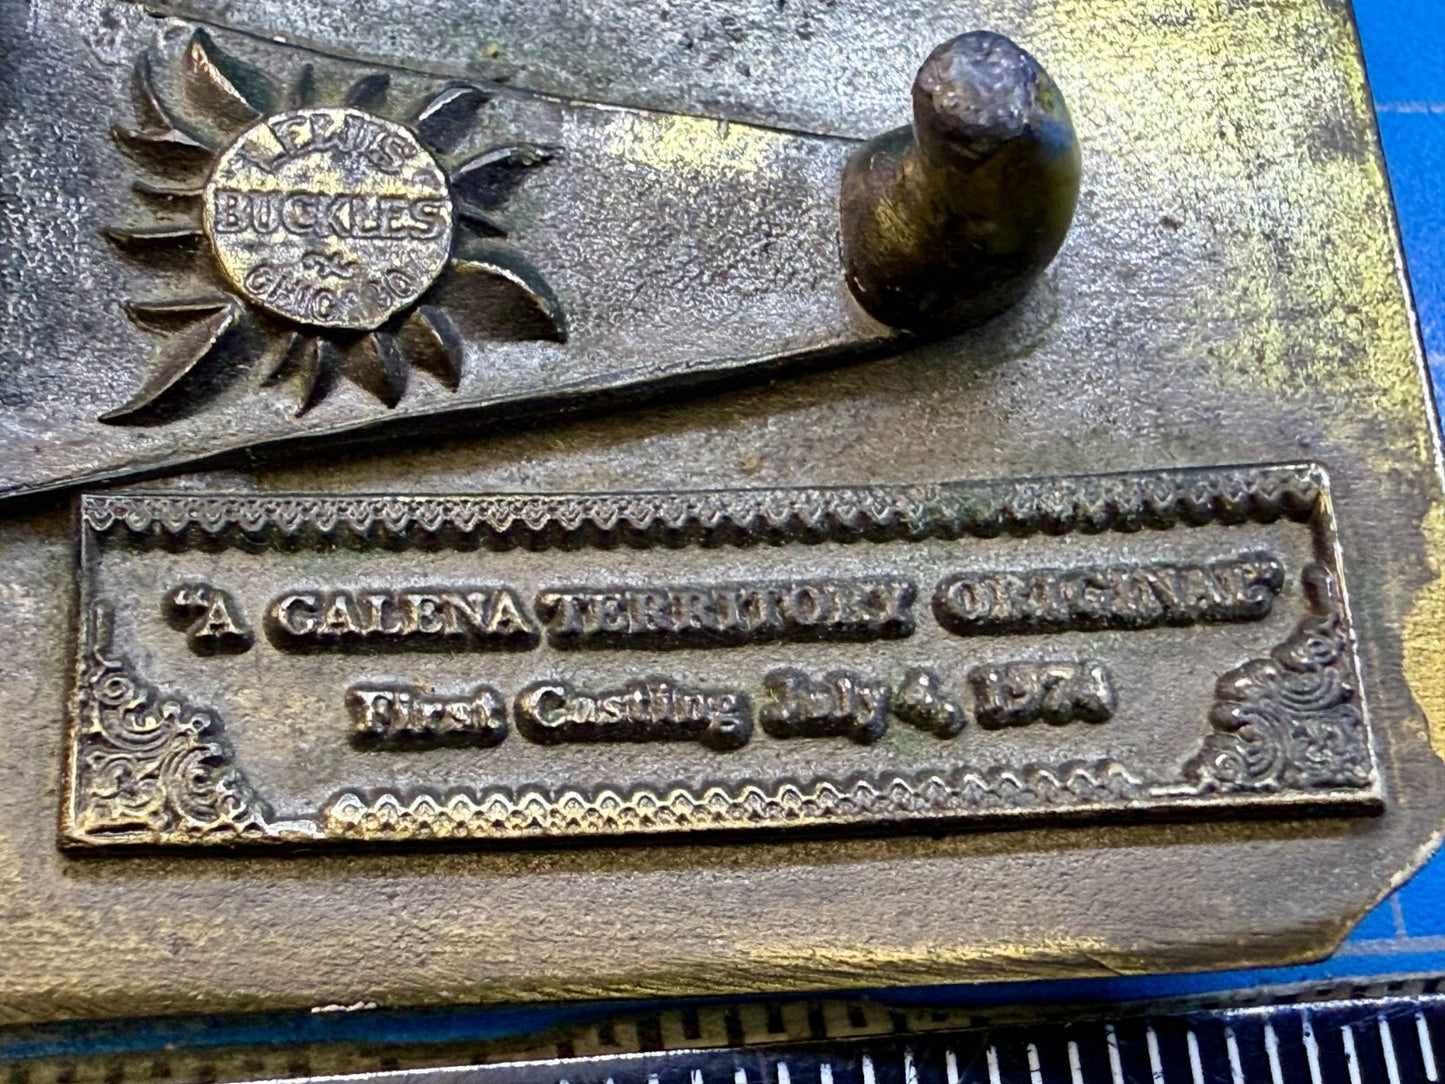 LEWIS
BUCKLES
CHICAGO
"A GALENA TERRITORY ORIGINAL"
First Casting July 4, 1974